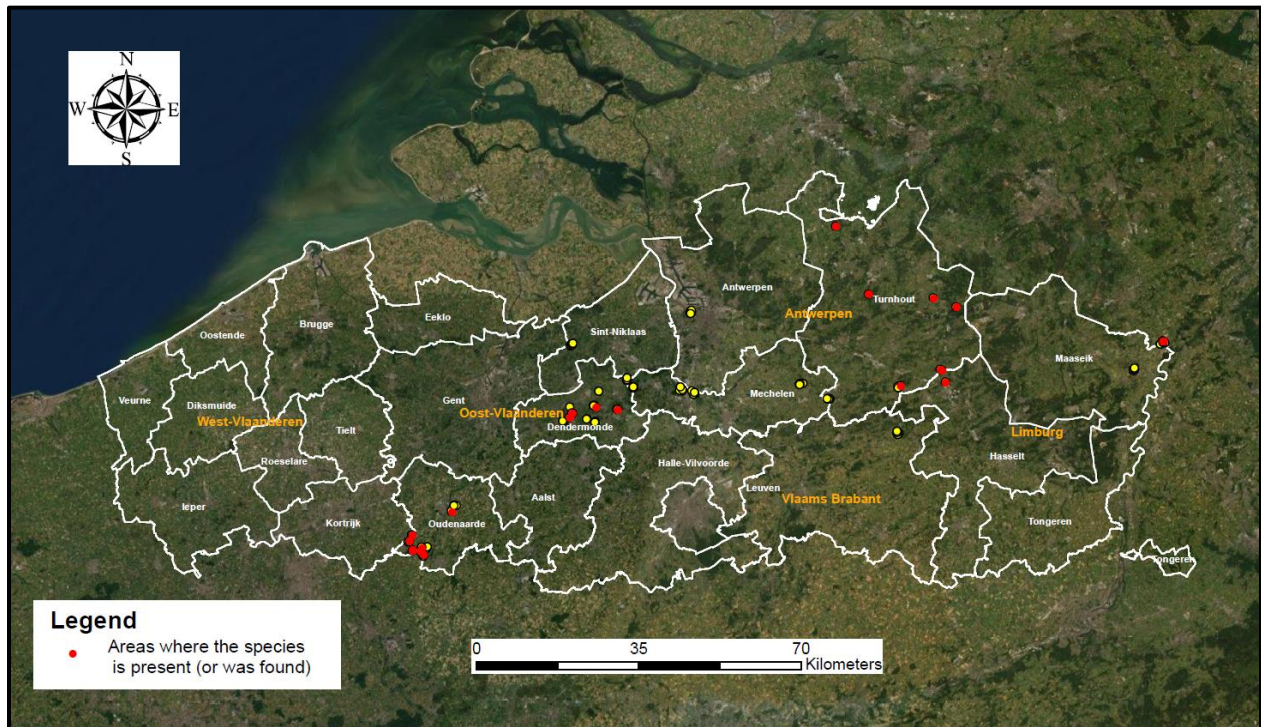 N
W E
S
Antwerpen
Turnhout
Antwerpen
Eeklo
Brugge
Sint-Niklaas
Oostende
Maaseik
Gent
Mechelen
Veurne
Diksmuide
West-Vlaanderen
Oost-Vlaanderen
Dendermonde
Tielt
Limburg
Roeselare
Hasselt
Halle-Vilvoorde
Leuven
Vlaams Brabant
Aalst
Ieper
Kortrijk
Oudenaarde
Tongeren
Tongeren
Legend
Areas where the species
is present (or was found)
0 35 70
Kilometers